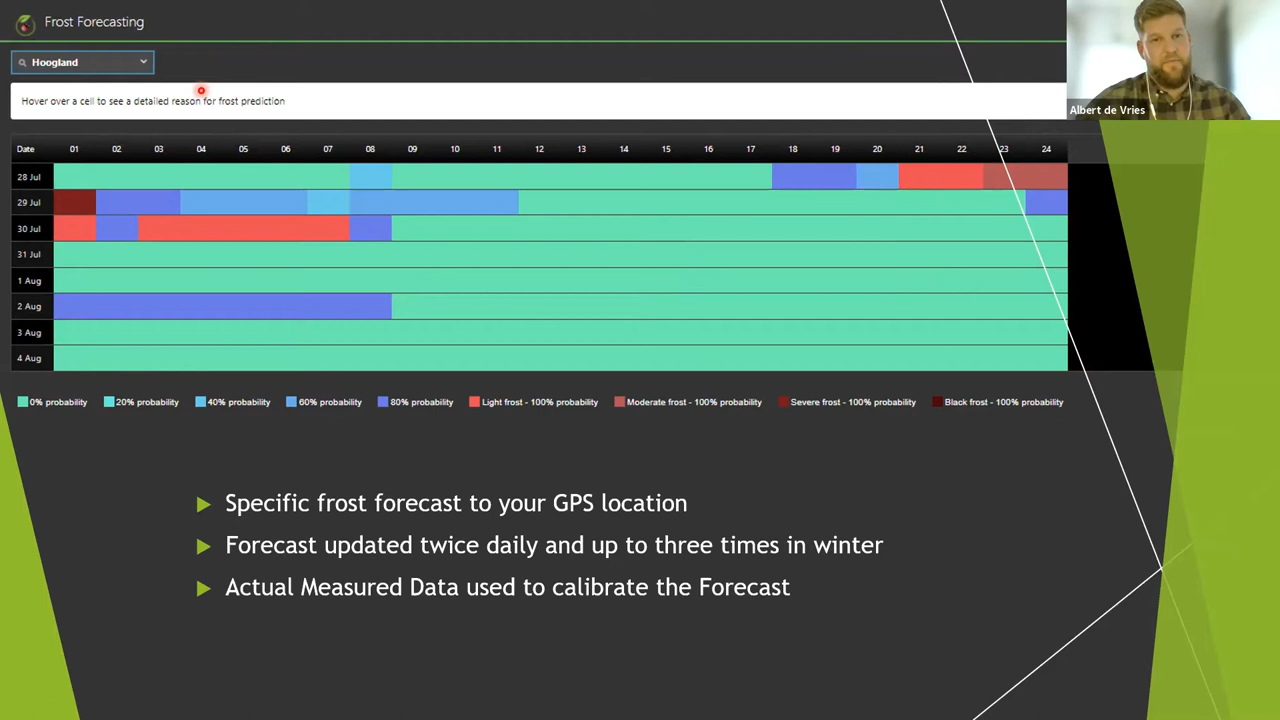 Frost Forecasting
Hoogland
Hover over a cell to see a detailed reason for frost prediction
Albert de Vries
Date 01 02 03 04 05 06 07 08 09 10 11 12 13 14 15 16 17 18 19 20 21 22 23 24
28 Jul
29 Jul
30 Jul
31 Jul
1 Aug
2 Aug
3 Aug
4 Aug
0% probability 20% probability 40% probability 60% probability 80% probability Light frost - 100% probability Moderate frost - 100% probability Severe frost - 100% probability Black frost - 100% probability
Specific frost forecast to your GPS location
Forecast updated twice daily and up to three times in winter
Actual Measured Data used to calibrate the Forecast